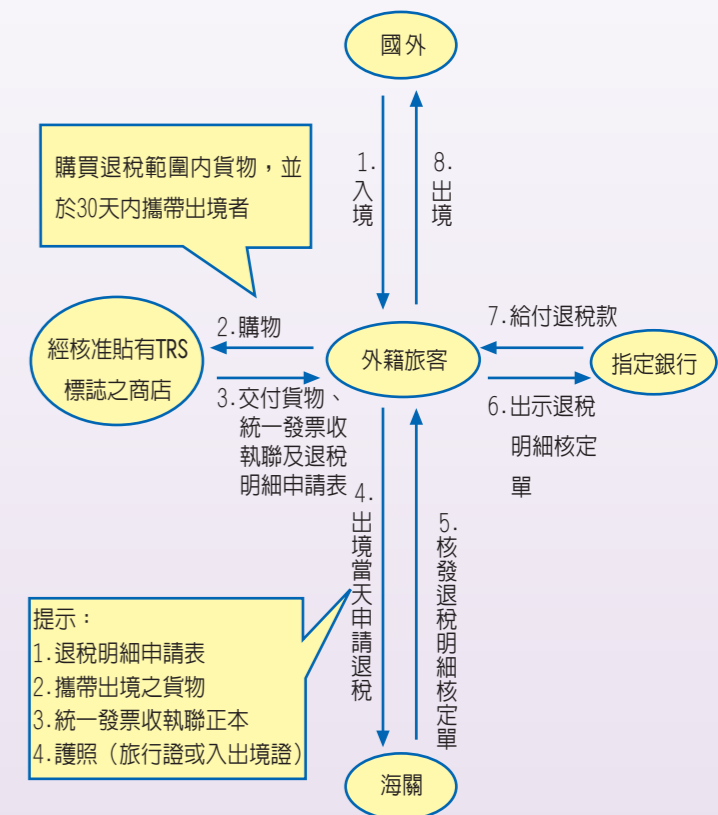 國外
購買退稅範圍內貨物，並
於30天內攜帶出境者
1.入境
8.出境
經核准貼有TRS
標誌之商店
2.購物
3.交付貨物、
統一發票收
執聯及退稅
明細申請表
外籍旅客
7.給付退稅款
6.出示退稅
明細核定
單
指定銀行
4.出境當天申請退稅
5.核發退稅明細核定單
提示：
1.退稅明細申請表
2.攜帶出境之貨物
3.統一發票收執聯正本
4.護照（旅行證或入出境證）
海關